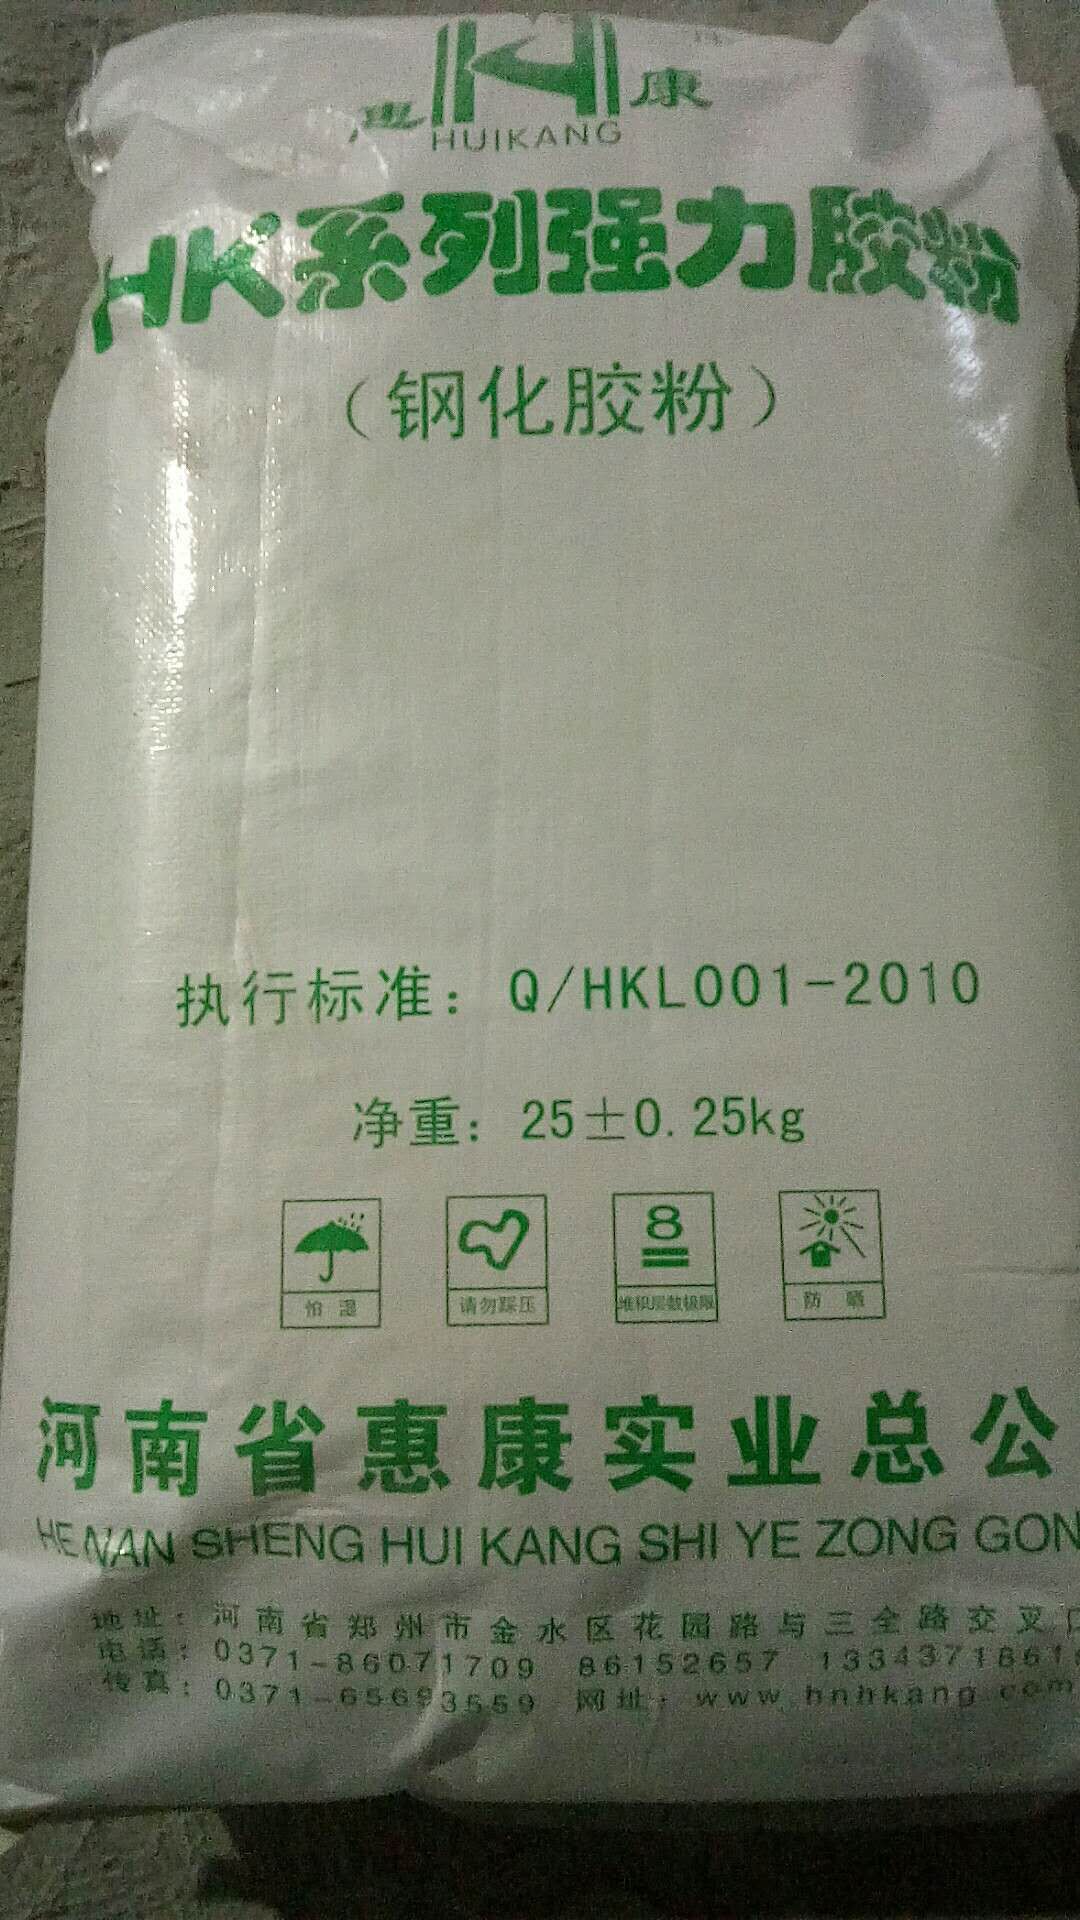 惠 康
HUIKANG
HK系列强力胶粉
（钢化胶粉）
执行标准：Q/HKL001-2010
净重：25±0.25kg
8
怕 湿 请勿踩压 堆积层数极限 防 晒
河南省惠康实业总公
HE NAN SHENG HUI KANG SHI YE ZONG GON
地址：河南省郑州市金水区花园路与三全路交叉口
电话：0371-86071709 86152657 1334371861
传真：0371-65693559 网址：www.hnhkang.com